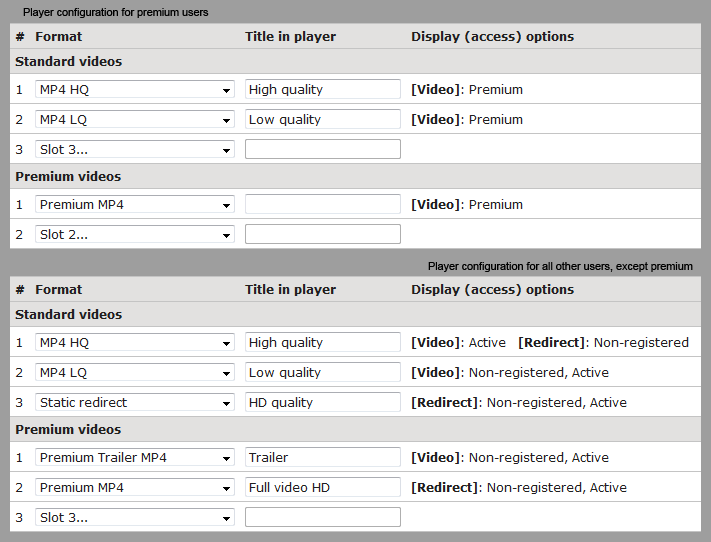 Player configuration for premium users
# Format Title in player Display (access) options
Standard videos
1 MP4 HQ High quality [Video]: Premium
2 MP4 LQ Low quality [Video]: Premium
3 Slot 3...
Premium videos
1 Premium MP4 [Video]: Premium
2 Slot 2...
Player configuration for all other users, except premium
# Format Title in player Display (access) options
Standard videos
1 MP4 HQ High quality [Video]: Active [Redirect]: Non-registered
2 MP4 LQ Low quality [Video]: Non-registered, Active
3 Static redirect HD quality [Redirect]: Non-registered, Active
Premium videos
1 Premium Trailer MP4 Trailer [Video]: Non-registered, Active
2 Premium MP4 Full video HD [Redirect]: Non-registered, Active
3 Slot 3...